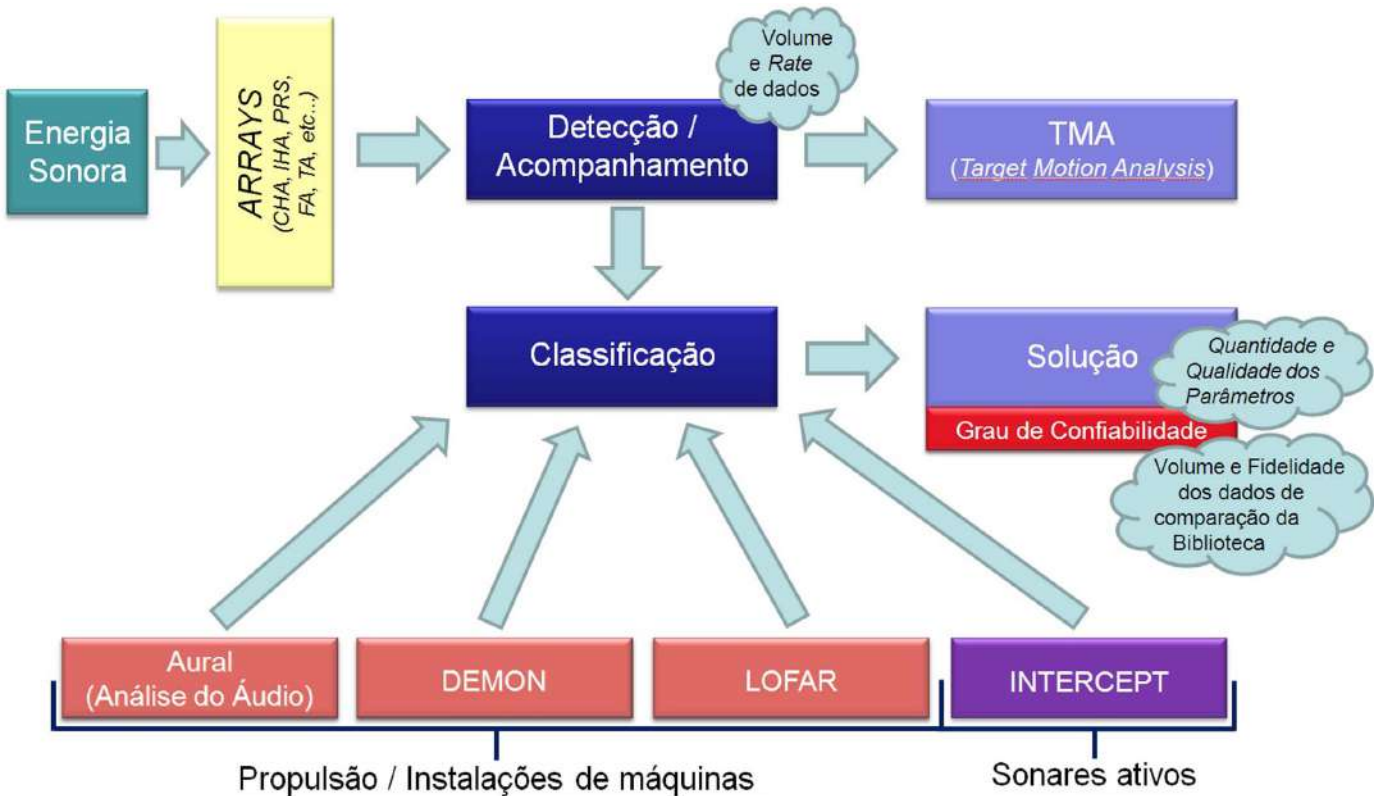 Energia
Sonora
ARRAYS
(CHA, IHA, PRS,
FA, TA, etc...)
Detecção /
Acompanhamento
Volume
e Rate
de dados
TMA
(Target Motion Analysis)
Classificação
Solução
Quantidade e
Qualidade dos
Parâmetros
Grau de Confiabilidade
Volume e Fidelidade
dos dados de
comparação da
Biblioteca
Aural
(Análise do Áudio)
DEMON
LOFAR
INTERCEPT
Propulsão / Instalações de máquinas
Sonares ativos